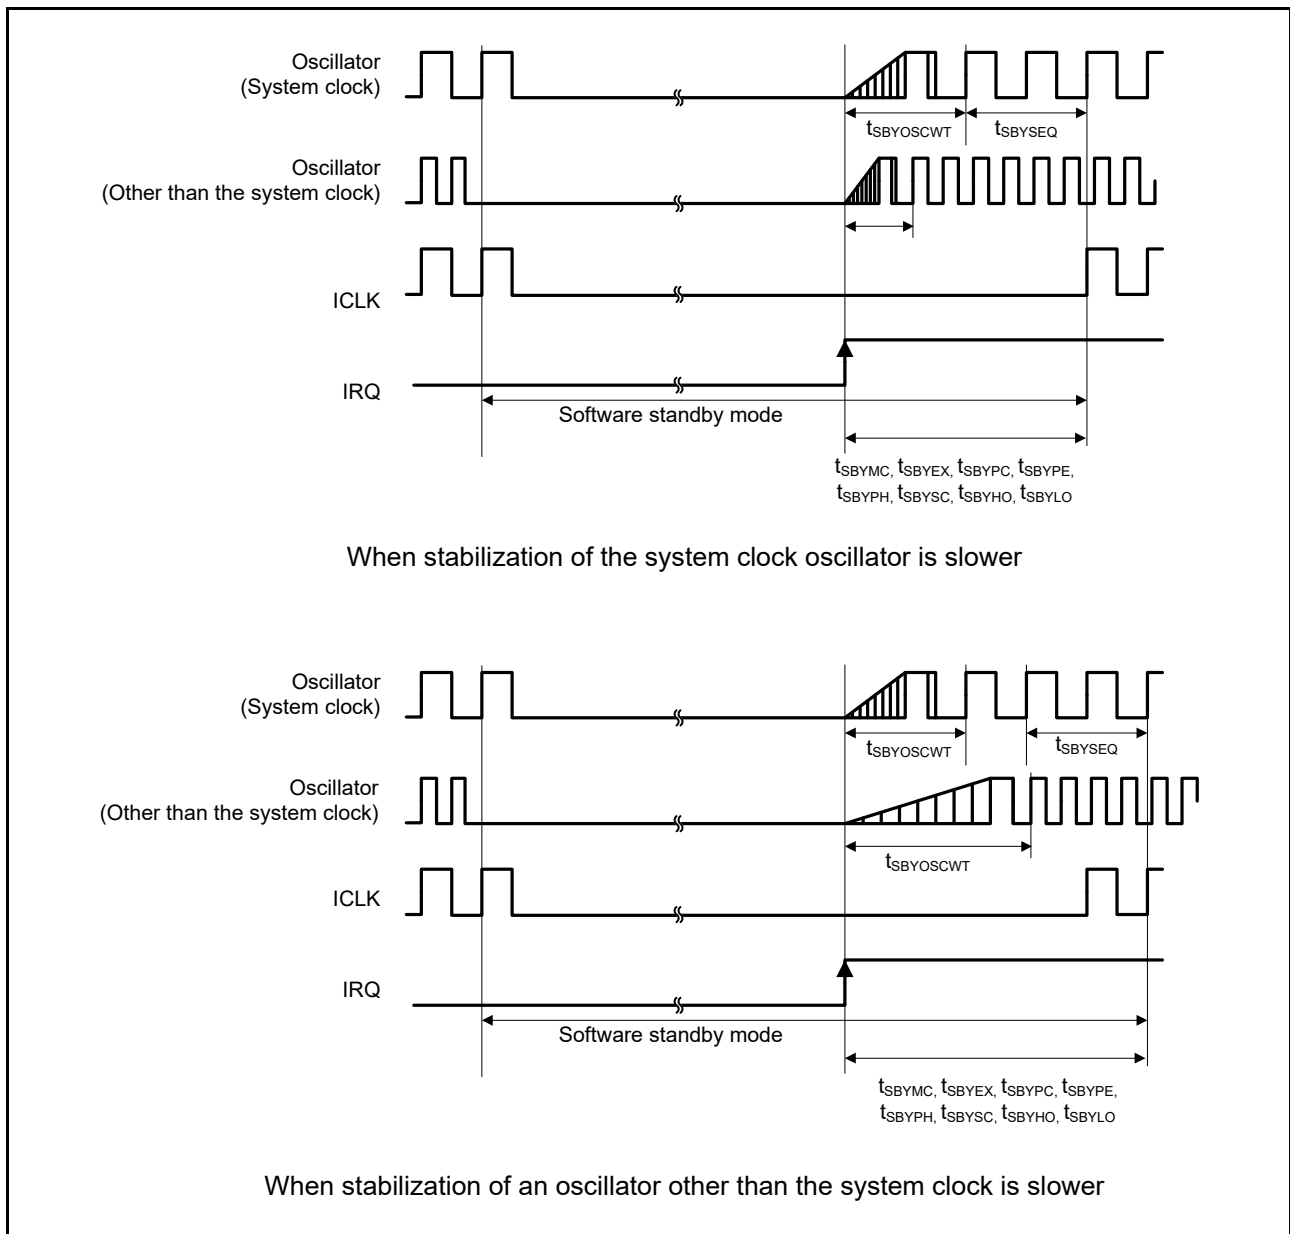 Oscillator
(System clock)
tSBYOSCWT
tSBYSEQ
Oscillator
(Other than the system clock)
ICLK
IRQ
Software standby mode
tSBYMC, tSBYEX, tSBYPC, tSBYPE,
tSBYPH, tSBYSC, tSBYHO, tSBYLO
When stabilization of the system clock oscillator is slower
Oscillator
(System clock)
tSBYOSCWT
tSBYSEQ
Oscillator
(Other than the system clock)
tSBYOSCWT
ICLK
IRQ
Software standby mode
tSBYMC, tSBYEX, tSBYPC, tSBYPE,
tSBYPH, tSBYSC, tSBYHO, tSBYLO
When stabilization of an oscillator other than the system clock is slower